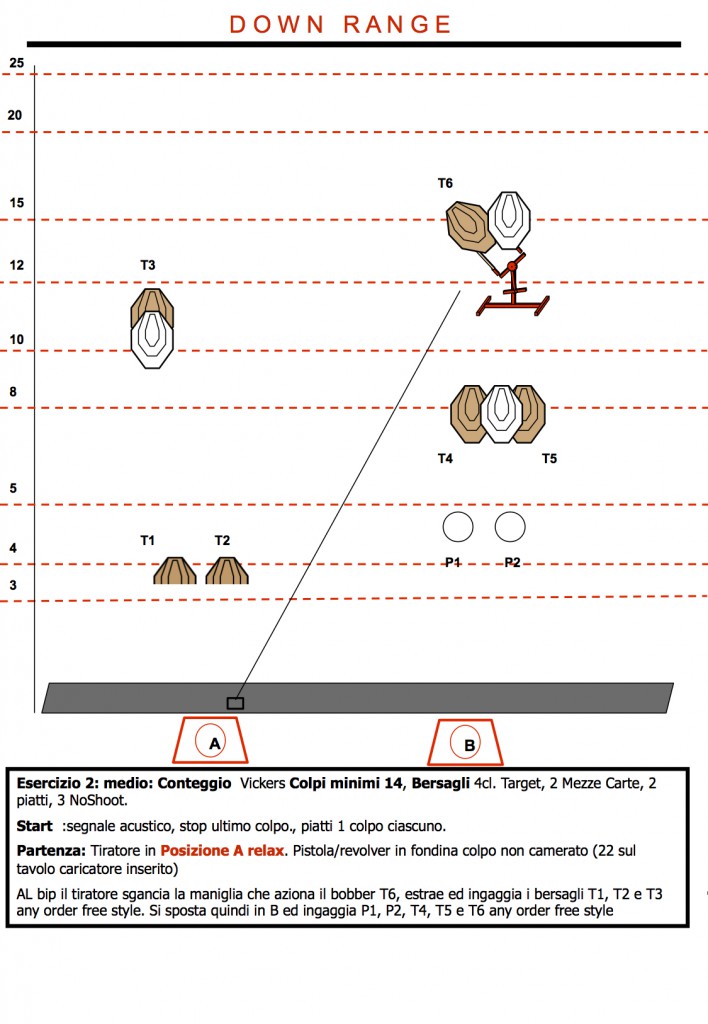 DOWN RANGE
25
20
T6
15
T3
12
10
8
T4 T5
5
T1 T2
4
P1 P2
3
A
B
Esercizio 2: medio: Conteggio Vickers Colpi minimi 14, Bersagli 4cl. Target, 2 Mezze Carte, 2
piatti, 3 NoShoot.
Start :segnale acustico, stop ultimo colpo., piatti 1 colpo ciascuno.
Partenza: Tiratore in Posizione A relax. Pistola/revolver in fondina colpo non camerato (22 sul
tavolo caricatore inserito)
AL bip il tiratore sgancia la maniglia che aziona il bobber T6, estrae ed ingaggia i bersagli T1, T2 e T3
any order free style. Si sposta quindi in B ed ingaggia P1, P2, T4, T5 e T6 any order free style